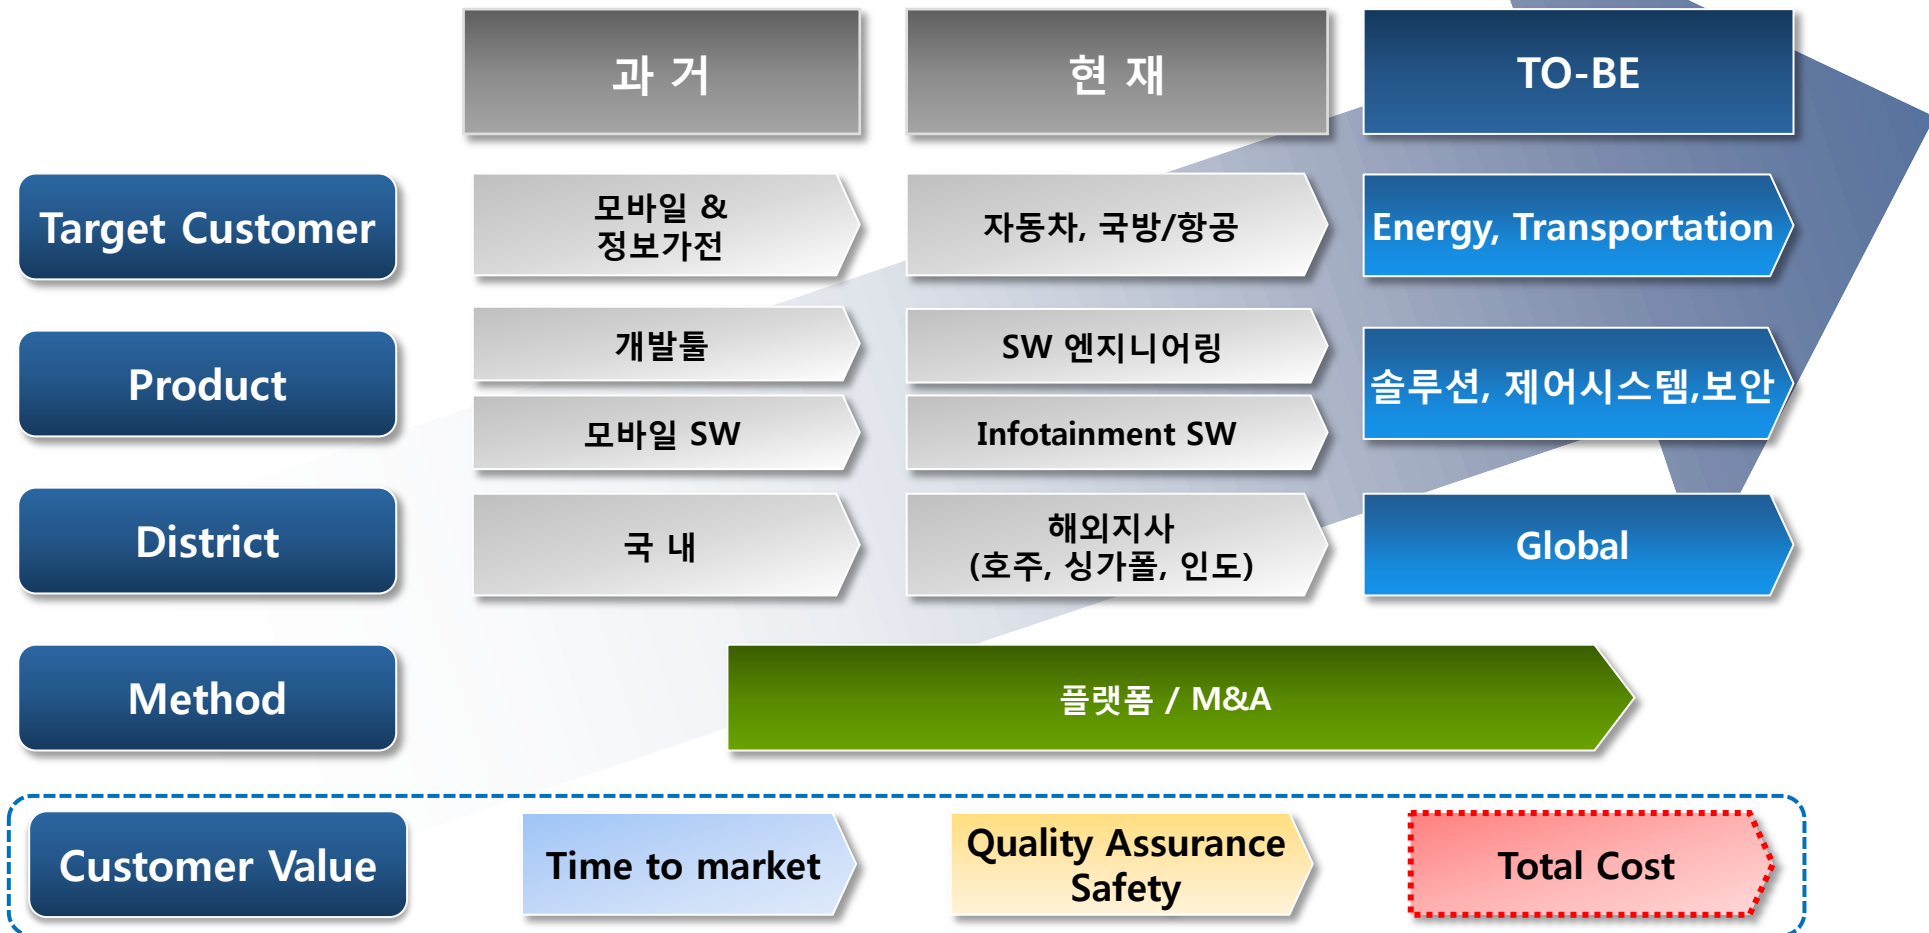 과 거
현 재
TO-BE
Target Customer
모바일 &
정보가전
자동차, 국방/항공
Energy, Transportation
Product
개발툴
SW 엔지니어링
솔루션, 제어시스템,보안
모바일 SW
Infotainment SW
District
국 내
해외지사
(호주, 싱가폴, 인도)
Global
Method
플랫폼 / M&A
Customer Value
Time to market
Quality Assurance
Safety
Total Cost